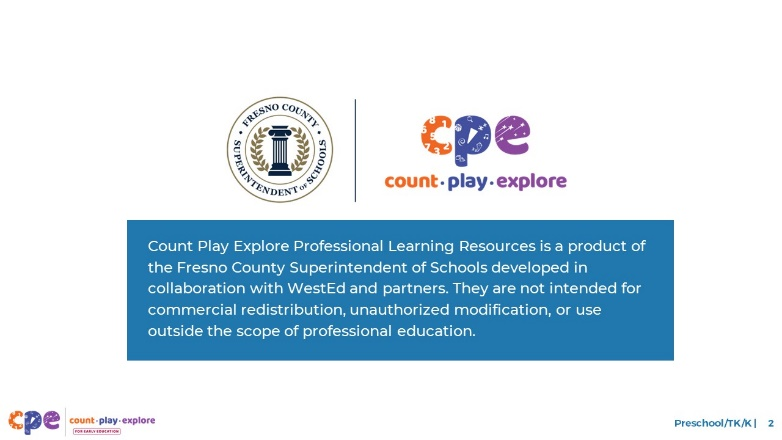 FRESNO COUNTY
SUPERINTENDENT OF SCHOOLS
cpe
count·play·explore
Count Play Explore Professional Learning Resources is a product of
the Fresno County Superintendent of Schools developed in
collaboration with WestEd and partners. They are not intended for
commercial redistribution, unauthorized modification, or use
outside the scope of professional education.
cpe
count·play·explore
FOR EARLY EDUCATION
Preschool/TK/K | 2